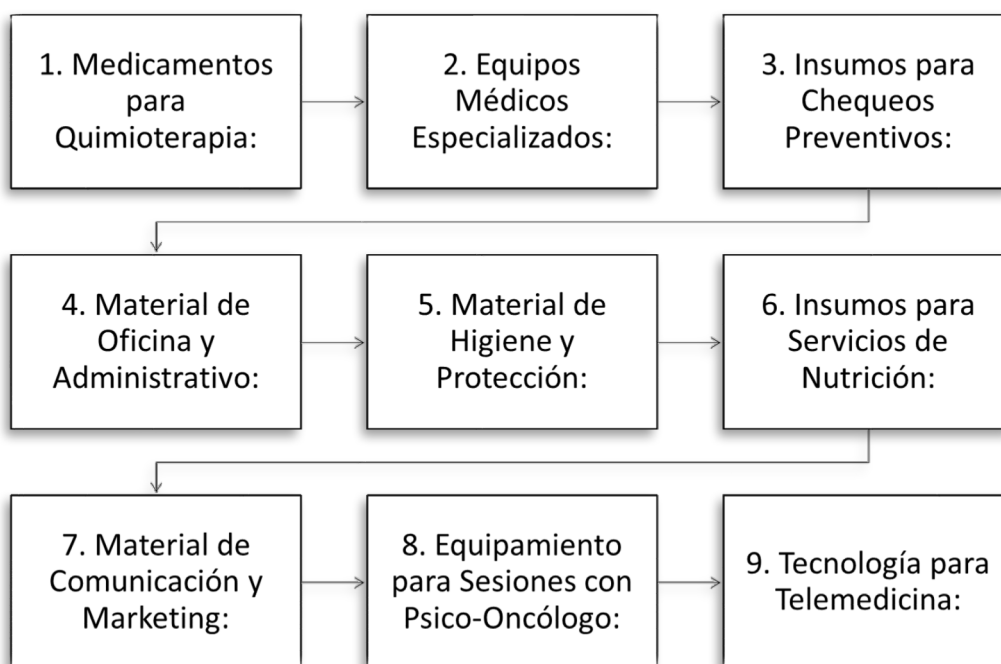 1. Medicamentos
para
Quimioterapia:
2. Equipos
Médicos
Especializados:
3. Insumos para
Chequeos
Preventivos:
4. Material de
Oficina y
Administrativo:
5. Material de
Higiene y
Protección:
6. Insumos para
Servicios de
Nutrición:
7. Material de
Comunicación y
Marketing:
8. Equipamiento
para Sesiones con
Psico-Oncólogo:
9. Tecnología para
Telemedicina: